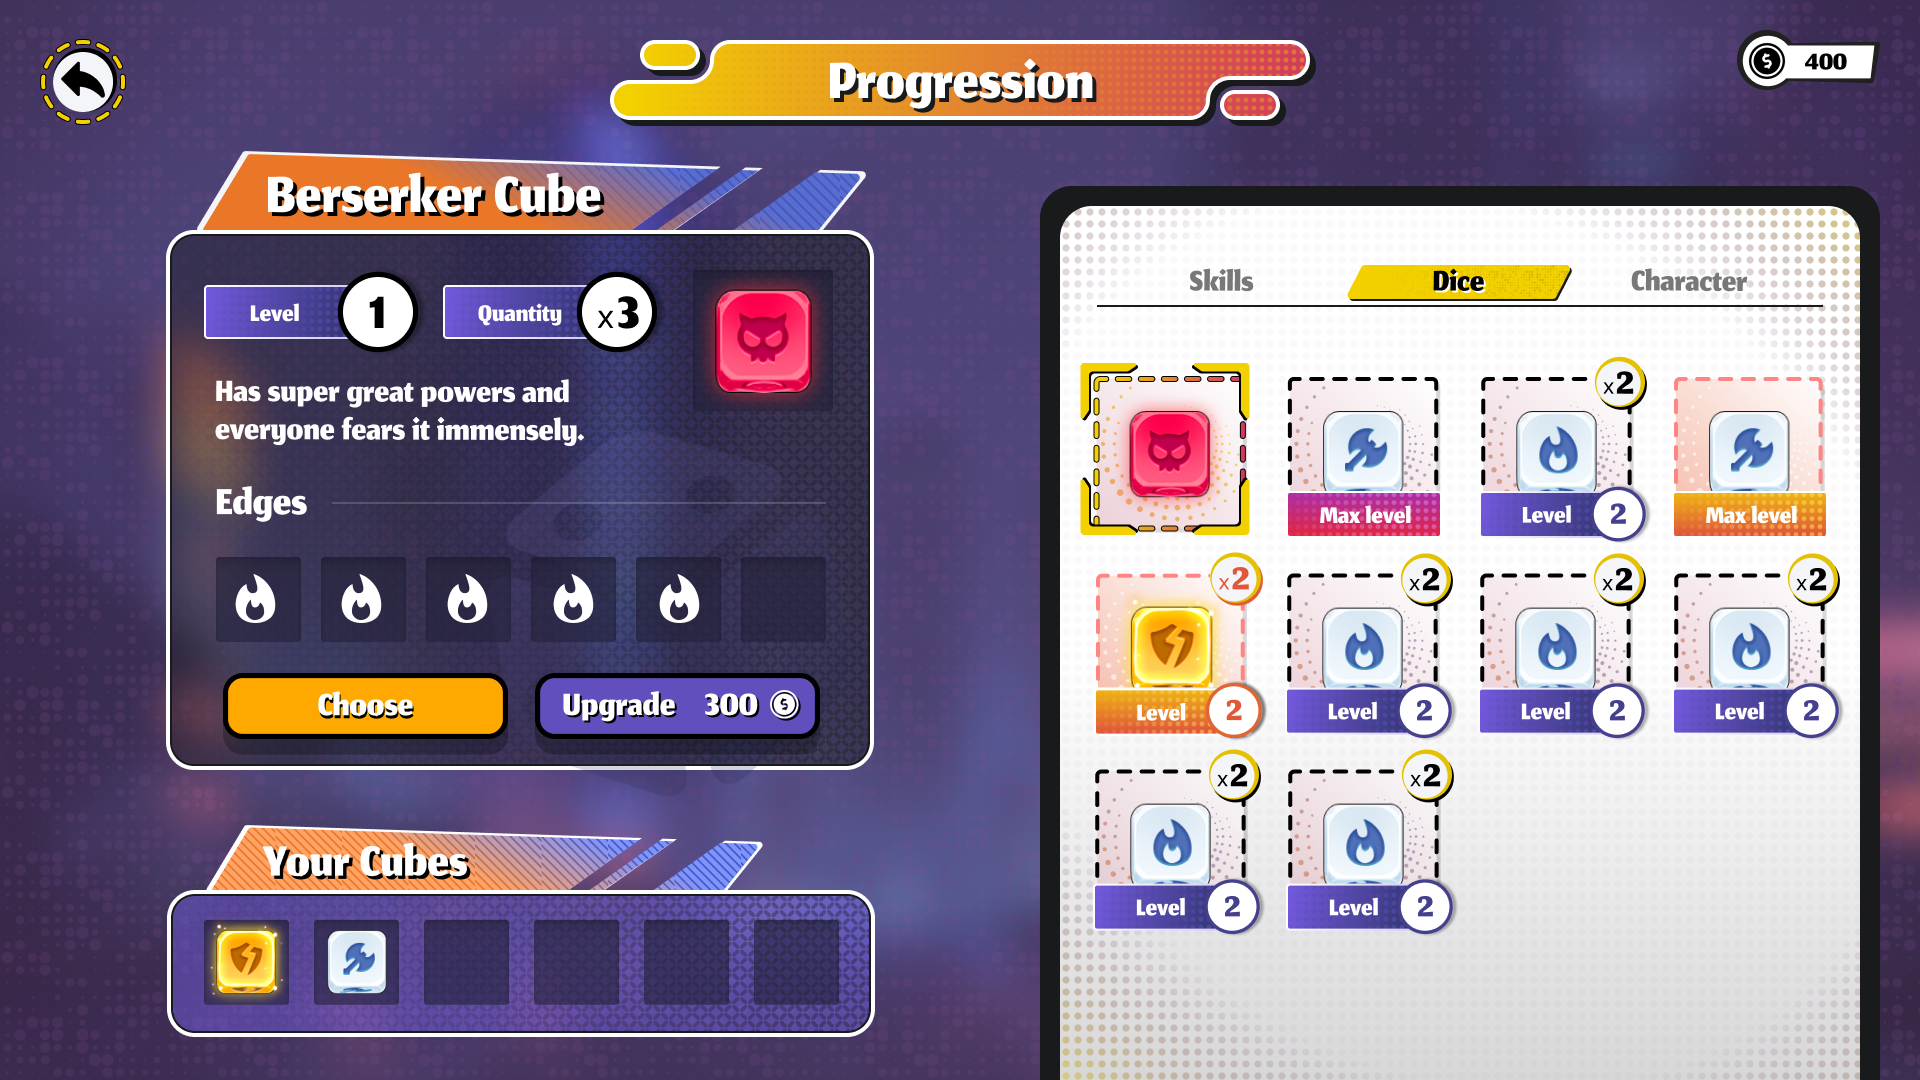 Progression
400
Berserker Cube
Level 1
Quantity x3
Has super great powers and
everyone fears it immensely.
Edges
Choose
Upgrade 300
Your Cubes
Skills Dice Character
x2
Max level
Level 2
Max level
x2
x2
x2
x2
Level 2
Level 2
Level 2
Level 2
x2
x2
Level 2
Level 2